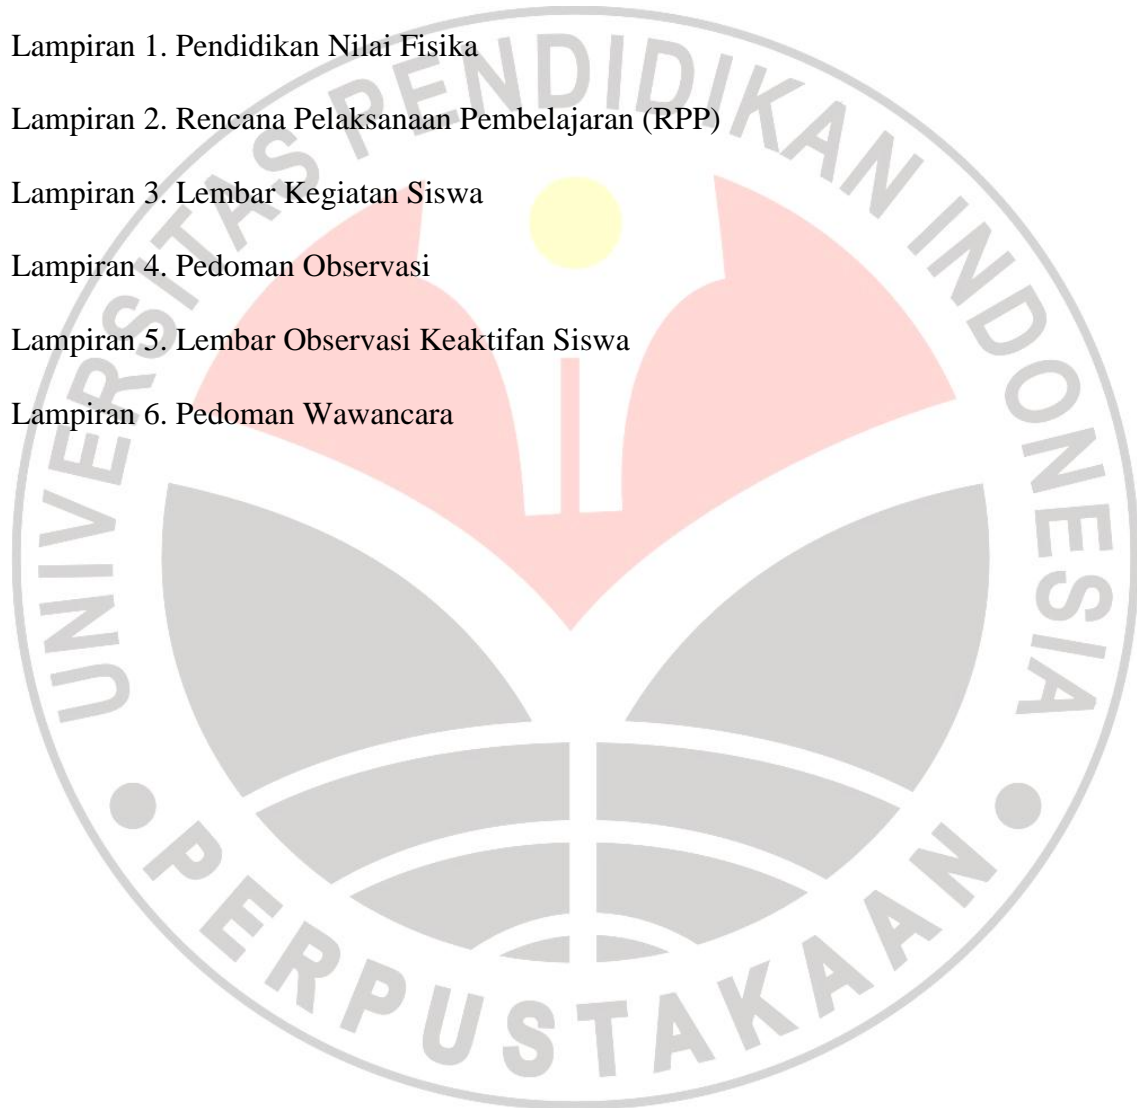 Lampiran 1. Pendidikan Nilai Fisika
Lampiran 2. Rencana Pelaksanaan Pembelajaran (RPP)
Lampiran 3. Lembar Kegiatan Siswa
Lampiran 4. Pedoman Observasi
Lampiran 5. Lembar Observasi Keaktifan Siswa
Lampiran 6. Pedoman Wawancara
UNIVERSITAS PENDIDIKAN INDONESIA
PERPUSTAKAAN